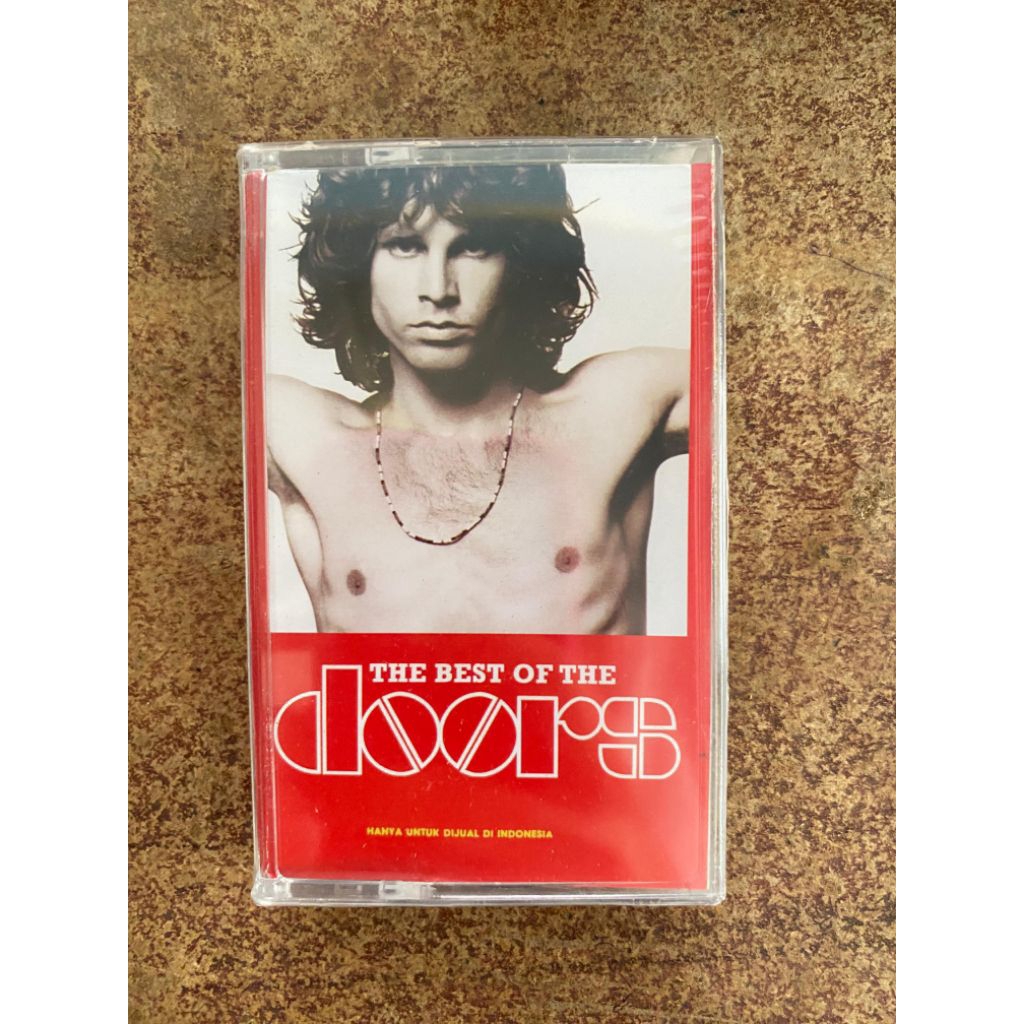 THE BEST OF THE
doors
HANYA UNTUK DIJUAL DI INDONESIA